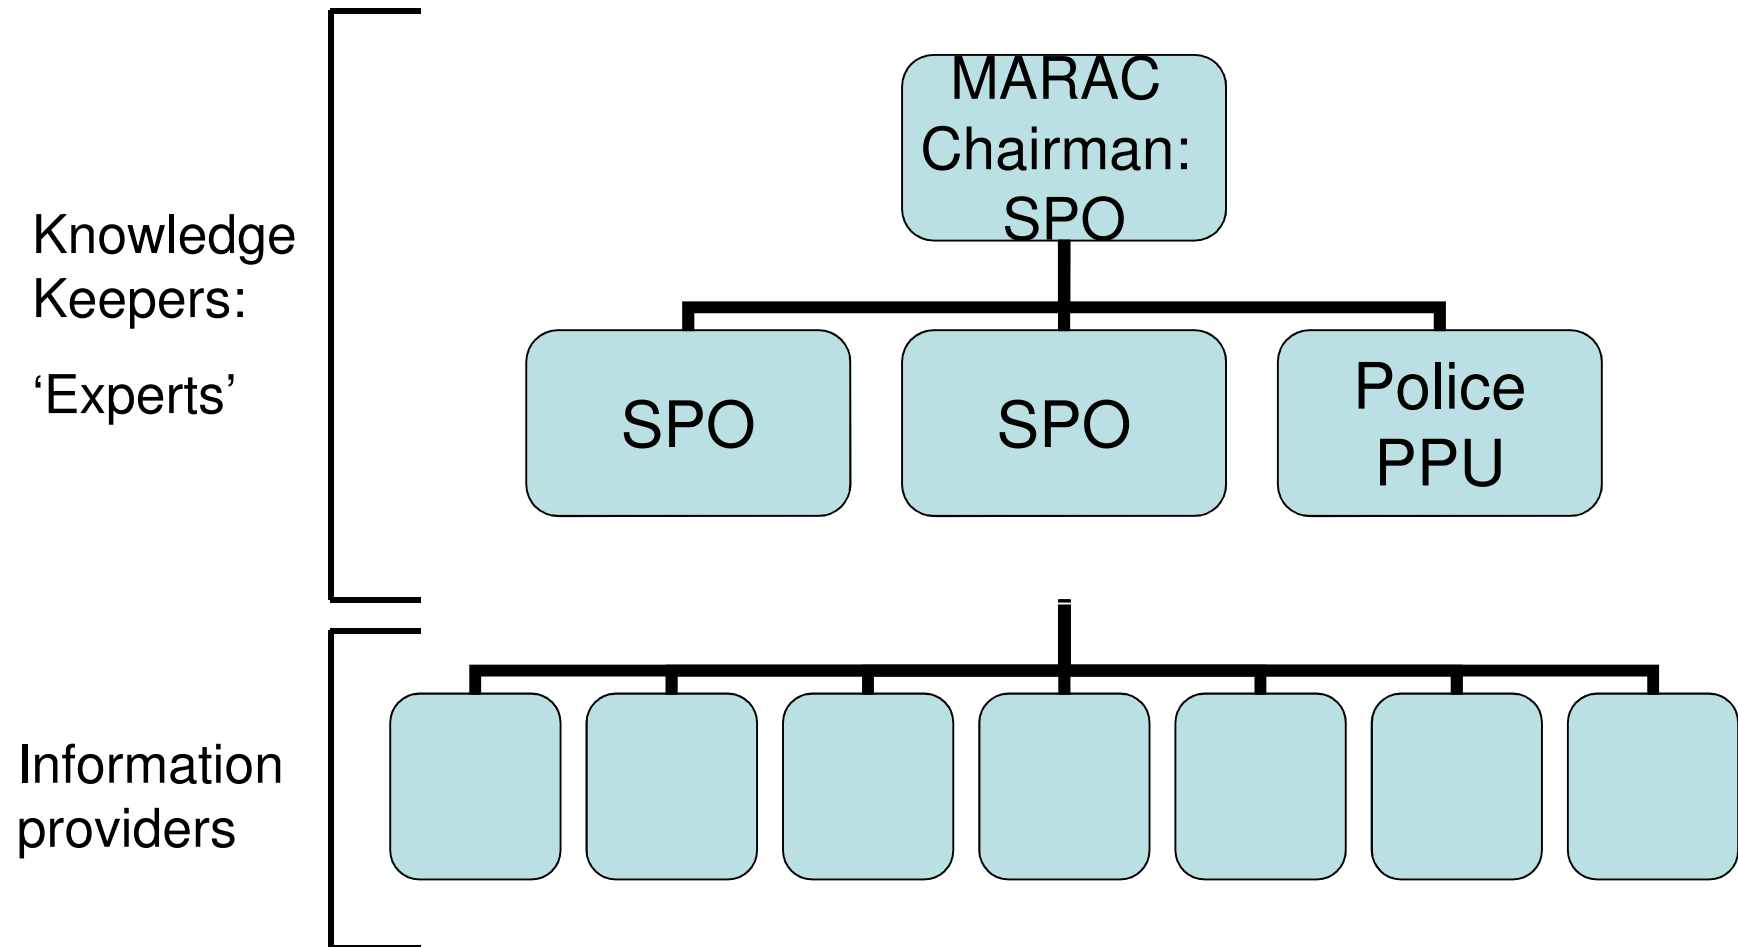 MARAC
Chairman:
SPO
Knowledge
Keepers:
‘Experts’
SPO
SPO
Police
PPU
Information
providers